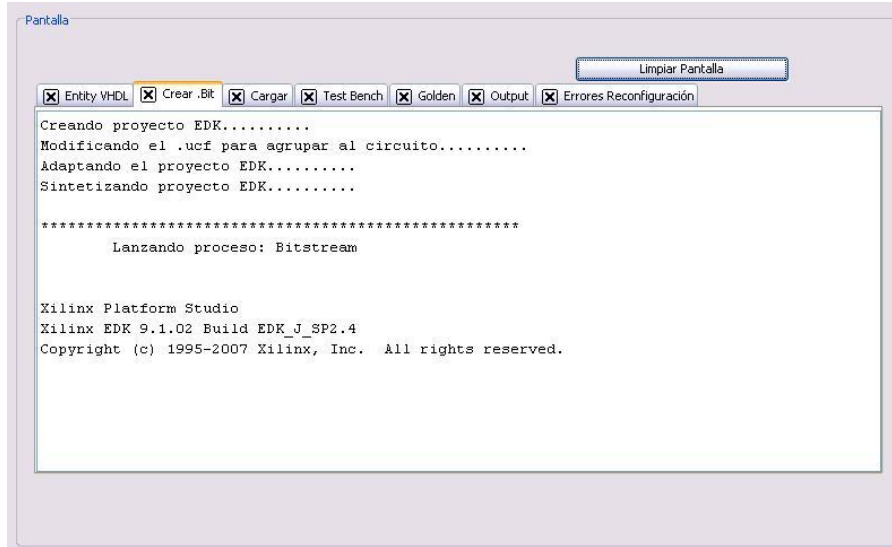 Pantalla
Limpiar Pantalla
Entity VHDL Crear .Bit Cargar Test Bench Golden Output Errores Reconfiguración
Creando proyecto EDK..........
Modificando el .ucf para agrupar al circuito..........
Adaptando el proyecto EDK..........
Sintetizando proyecto EDK..........
*****************************************************
Lanzando proceso: Bitstream
Xilinx Platform Studio
Xilinx EDK 9.1.02 Build EDK_J_SP2.4
Copyright (c) 1995-2007 Xilinx, Inc.  All rights reserved.